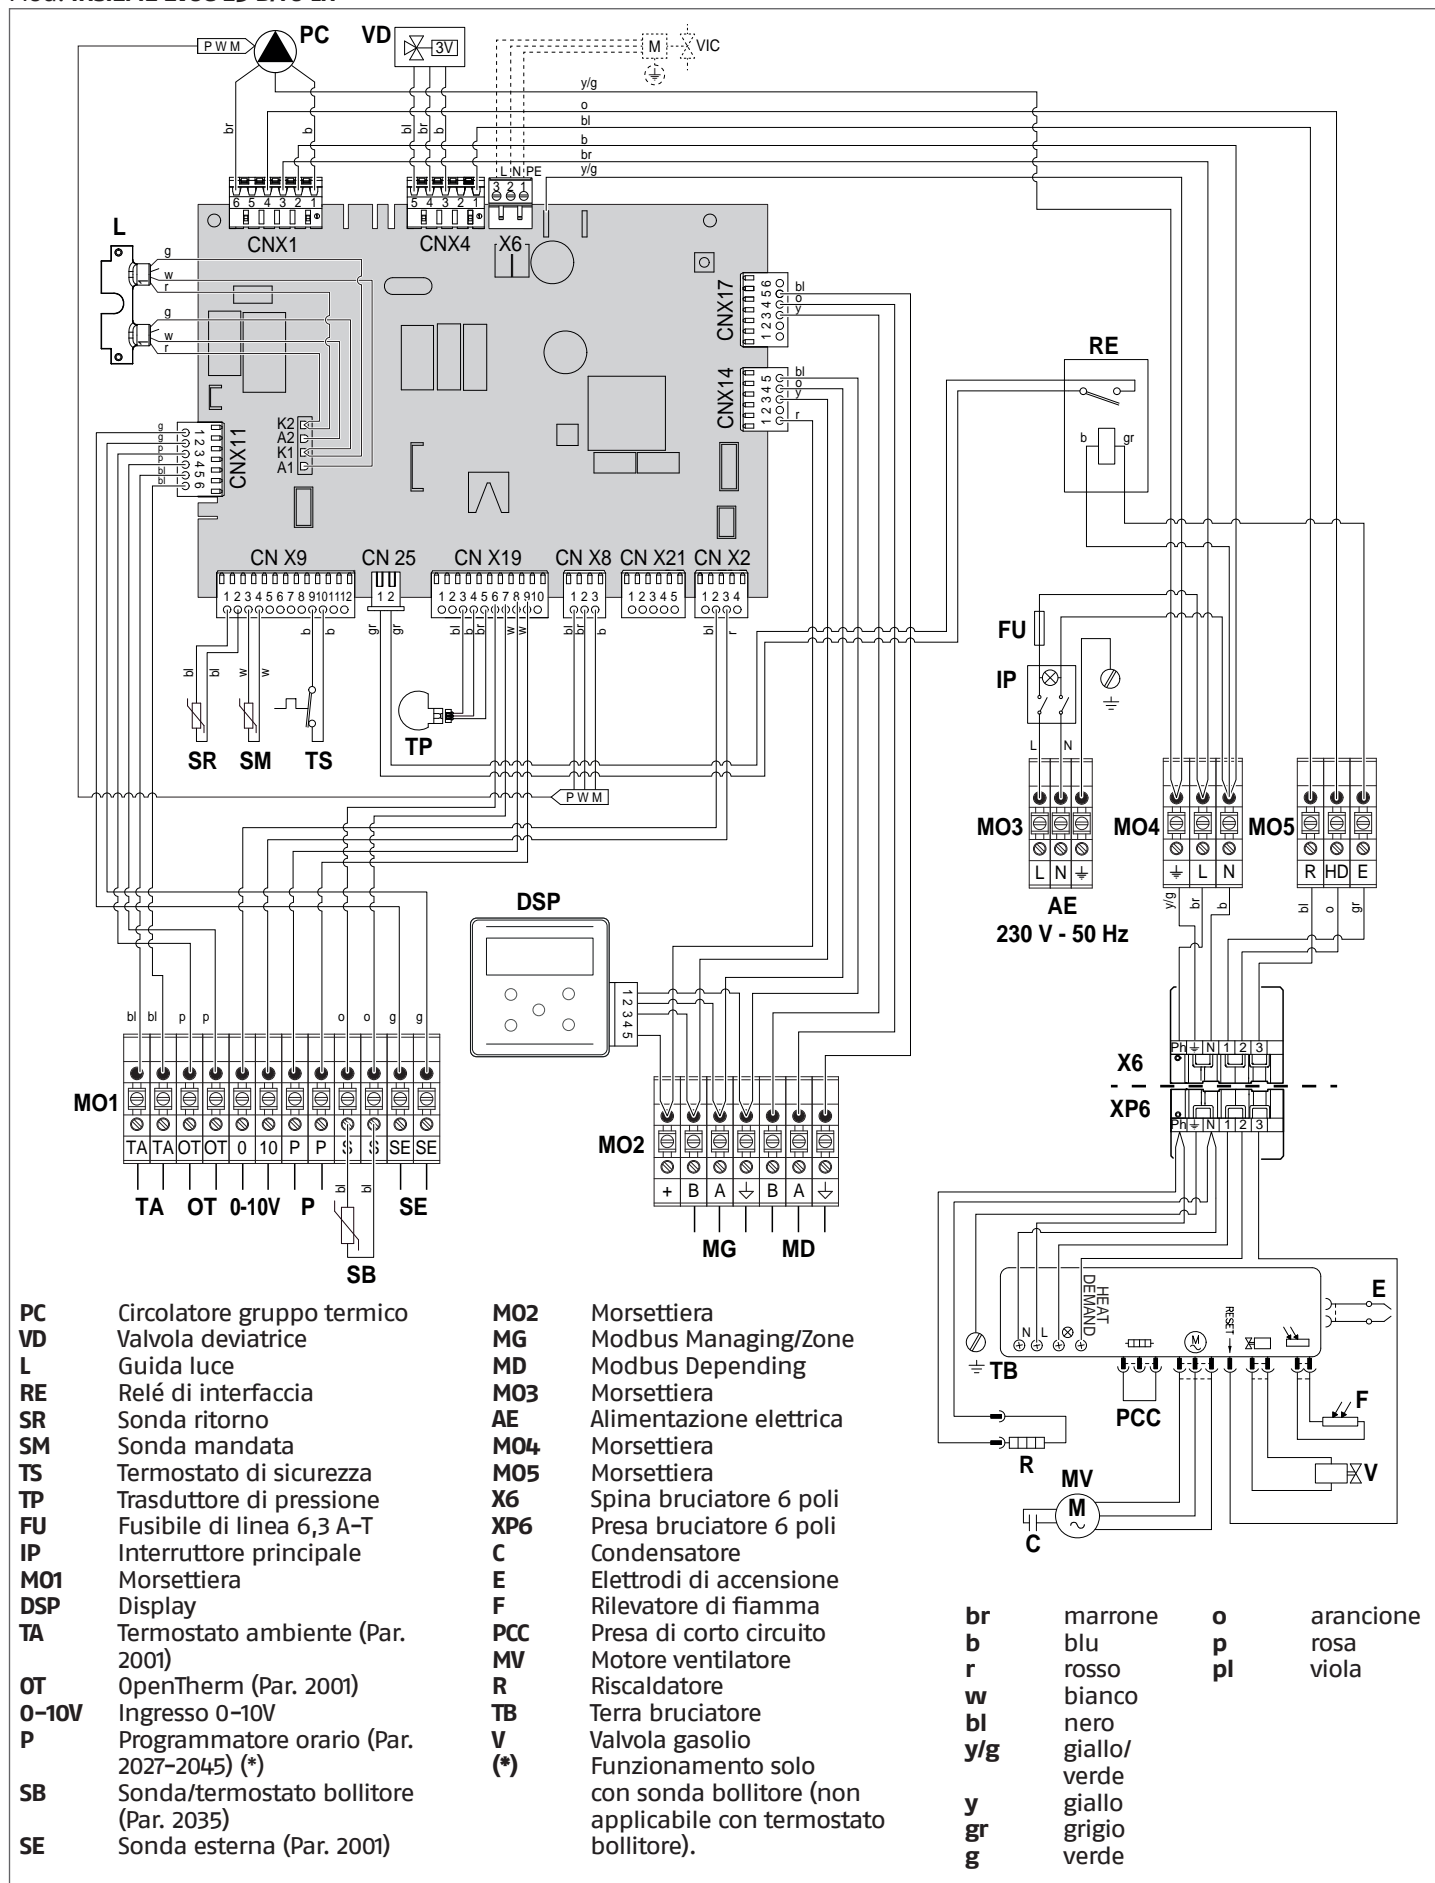 PWM PC VD 3V M VIC
y/g
o
bl
b
br
y/g
br b bl br b L N PE
6 5 4 3 2 1 5 4 3 2 1 3 2 1
CNX1 CNX4 X6
L
g
w
r
g
w
r
CNX17
1 2 3 4 5 6
bl
o
y
CNX14
1 2 3 4 5
bl
o
y
r
RE
b gr
K2
A2
K1
A1
CNX11
1 2 3 4 5 6
g
g
p
p
bl
bl
CN X9 CN 25 CN X19 CN X8 CN X21 CN X2
1 2 3 4 5 6 7 8 9 10 11 12 1 2 1 2 3 4 5 6 7 8 9 10 1 2 3 1 2 3 4 5 1 2 3 4
b b gr gr bl b br w w bl br b bl r
bl bl w w
SR SM TS TP
PWM
FU
IP
L N
MO3 MO4 MO5
L N L N R HD E
AE
230 V - 50 Hz
y/g br b bl o gr
DSP
1 2 3 4 5
bl bl p p o o g g
MO1
TA TA OT OT 0 10 P P S S SE SE
bl bl
TA OT 0-10V P SE
SB
MO2
+ B A B A
MG MD
X6
Ph N 1 2 3
XP6
Ph N 1 2 3
N L HEAT DEMAND RESET M
TB
PCC
E
F
V
R
MV
M
C
PC Circolatore gruppo termico
VD Valvola deviatrice
L Guida luce
RE Relé di interfaccia
SR Sonda ritorno
SM Sonda mandata
TS Termostato di sicurezza
TP Trasduttore di pressione
FU Fusibile di linea 6,3 A-T
IP Interruttore principale
MO1 Morsettiera
DSP Display
TA Termostato ambiente (Par.
2001)
OT OpenTherm (Par. 2001)
0-10V Ingresso 0-10V
P Programmatore orario (Par.
2027-2045) (*)
SB Sonda/termostato bollitore
(Par. 2035)
SE Sonda esterna (Par. 2001)
MO2 Morsettiera
MG Modbus Managing/Zone
MD Modbus Depending
MO3 Morsettiera
AE Alimentazione elettrica
MO4 Morsettiera
MO5 Morsettiera
X6 Spina bruciatore 6 poli
XP6 Presa bruciatore 6 poli
C Condensatore
E Elettrodi di accensione
F Rilevatore di fiamma
PCC Presa di corto circuito
MV Motore ventilatore
R Riscaldatore
TB Terra bruciatore
V Valvola gasolio
(*) Funzionamento solo
con sonda bollitore (non
applicabile con termostato
bollitore).
br marrone
b blu
r rosso
w bianco
bl nero
y/g giallo/
verde
y giallo
gr grigio
g verde
o arancione
p rosa
pl viola